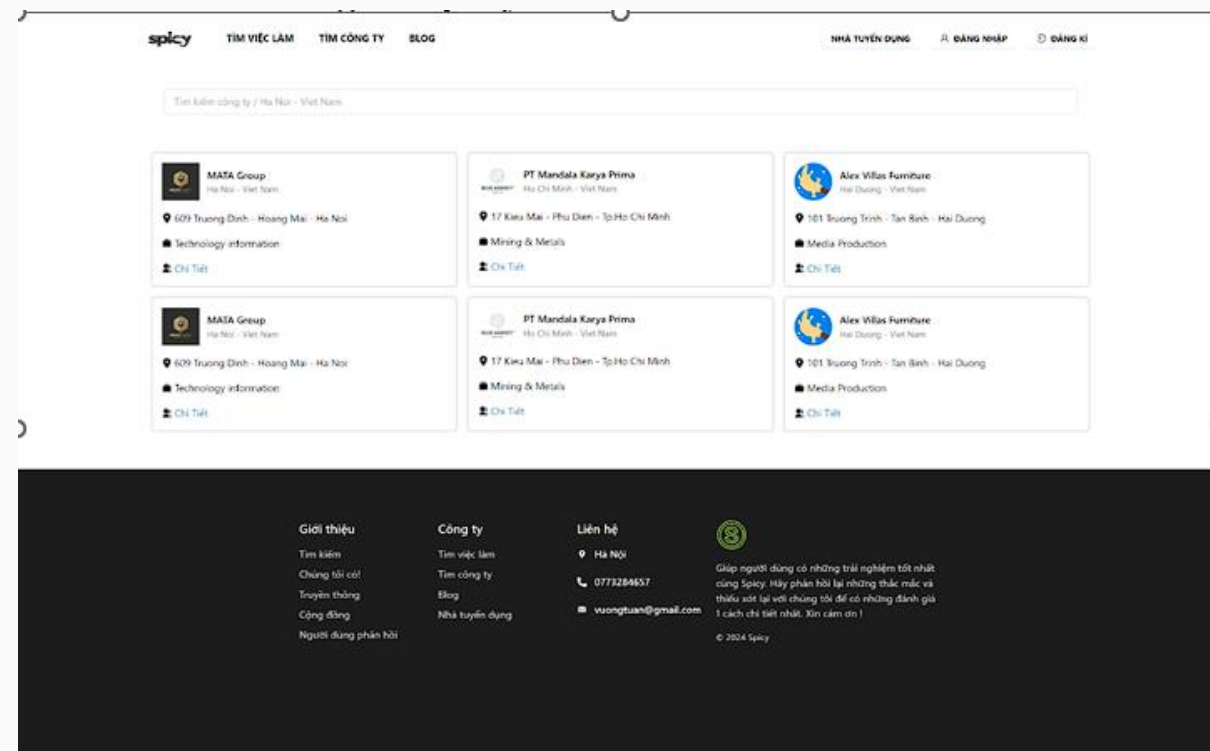 spicy TÌM VIỆC LÀM TÌM CÔNG TY BLOG NHÀ TUYỂN DỤNG ĐĂNG NHẬP ĐĂNG KÍ
Tìm kiếm công ty / Ha Noi - Viet Nam
MATA Group
Ha Noi - Viet Nam
609 Truong Dinh - Hoang Mai - Ha Noi
Technology information
Chi Tiết
PT Mandala Karya Prima
Ho Chi Minh - Viet Nam
17 Kieu Mai - Phu Dien - Tp.Ho Chi Minh
Mining & Metals
Chi Tiết
Alex Villas Furniture
Hai Duong - Viet Nam
101 Truong Trinh - Tan Binh - Hai Duong
Media Production
Chi Tiết
MATA Group
Ha Noi - Viet Nam
609 Truong Dinh - Hoang Mai - Ha Noi
Technology information
Chi Tiết
PT Mandala Karya Prima
Ho Chi Minh - Viet Nam
17 Kieu Mai - Phu Dien - Tp.Ho Chi Minh
Mining & Metals
Chi Tiết
Alex Villas Furniture
Hai Duong - Viet Nam
101 Truong Trinh - Tan Binh - Hai Duong
Media Production
Chi Tiết
Giới thiệu
Tìm kiếm
Chúng tôi có!
Truyền thông
Cộng đồng
Người dùng phản hồi
Công ty
Tìm việc làm
Tìm công ty
Blog
Nhà tuyển dụng
Liên hệ
Hà Nội
0773284657
vuongtuan@gmail.com
Giúp người dùng có những trải nghiệm tốt nhất
cùng Spicy. Hãy phản hồi lại những thắc mắc và
thiếu sót lại với chúng tôi để có những đánh giá
1 cách chi tiết nhất. Xin cảm ơn !
© 2024 Spicy